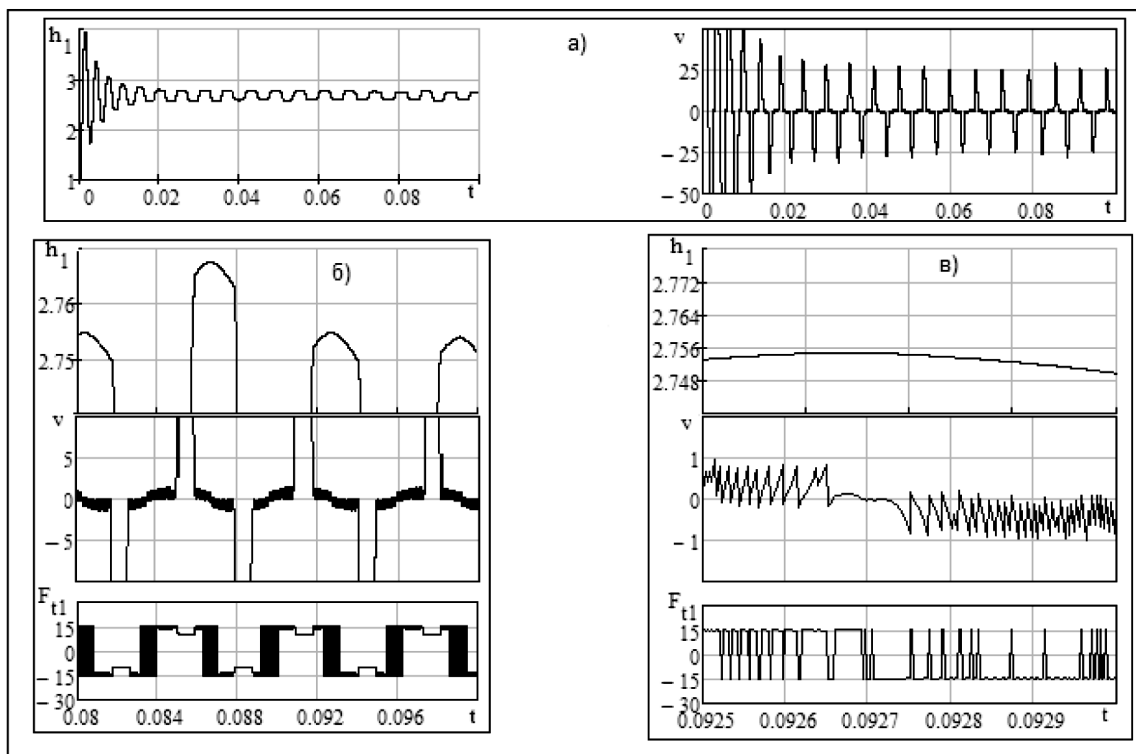 h1
а)
v
3
2
1
25
0
– 25
– 50
0 0.02 0.04 0.06 0.08 t
0 0.02 0.04 0.06 0.08 t
h1
б)
2.76
2.75
v
5
0
– 5
Ft1
15
0
– 15
– 30
0.08 0.084 0.088 0.092 0.096 t
h1
в)
2.772
2.764
2.756
2.748
v
1
0
– 1
Ft1
15
0
– 15
– 30
0.0925 0.0926 0.0927 0.0928 0.0929 t